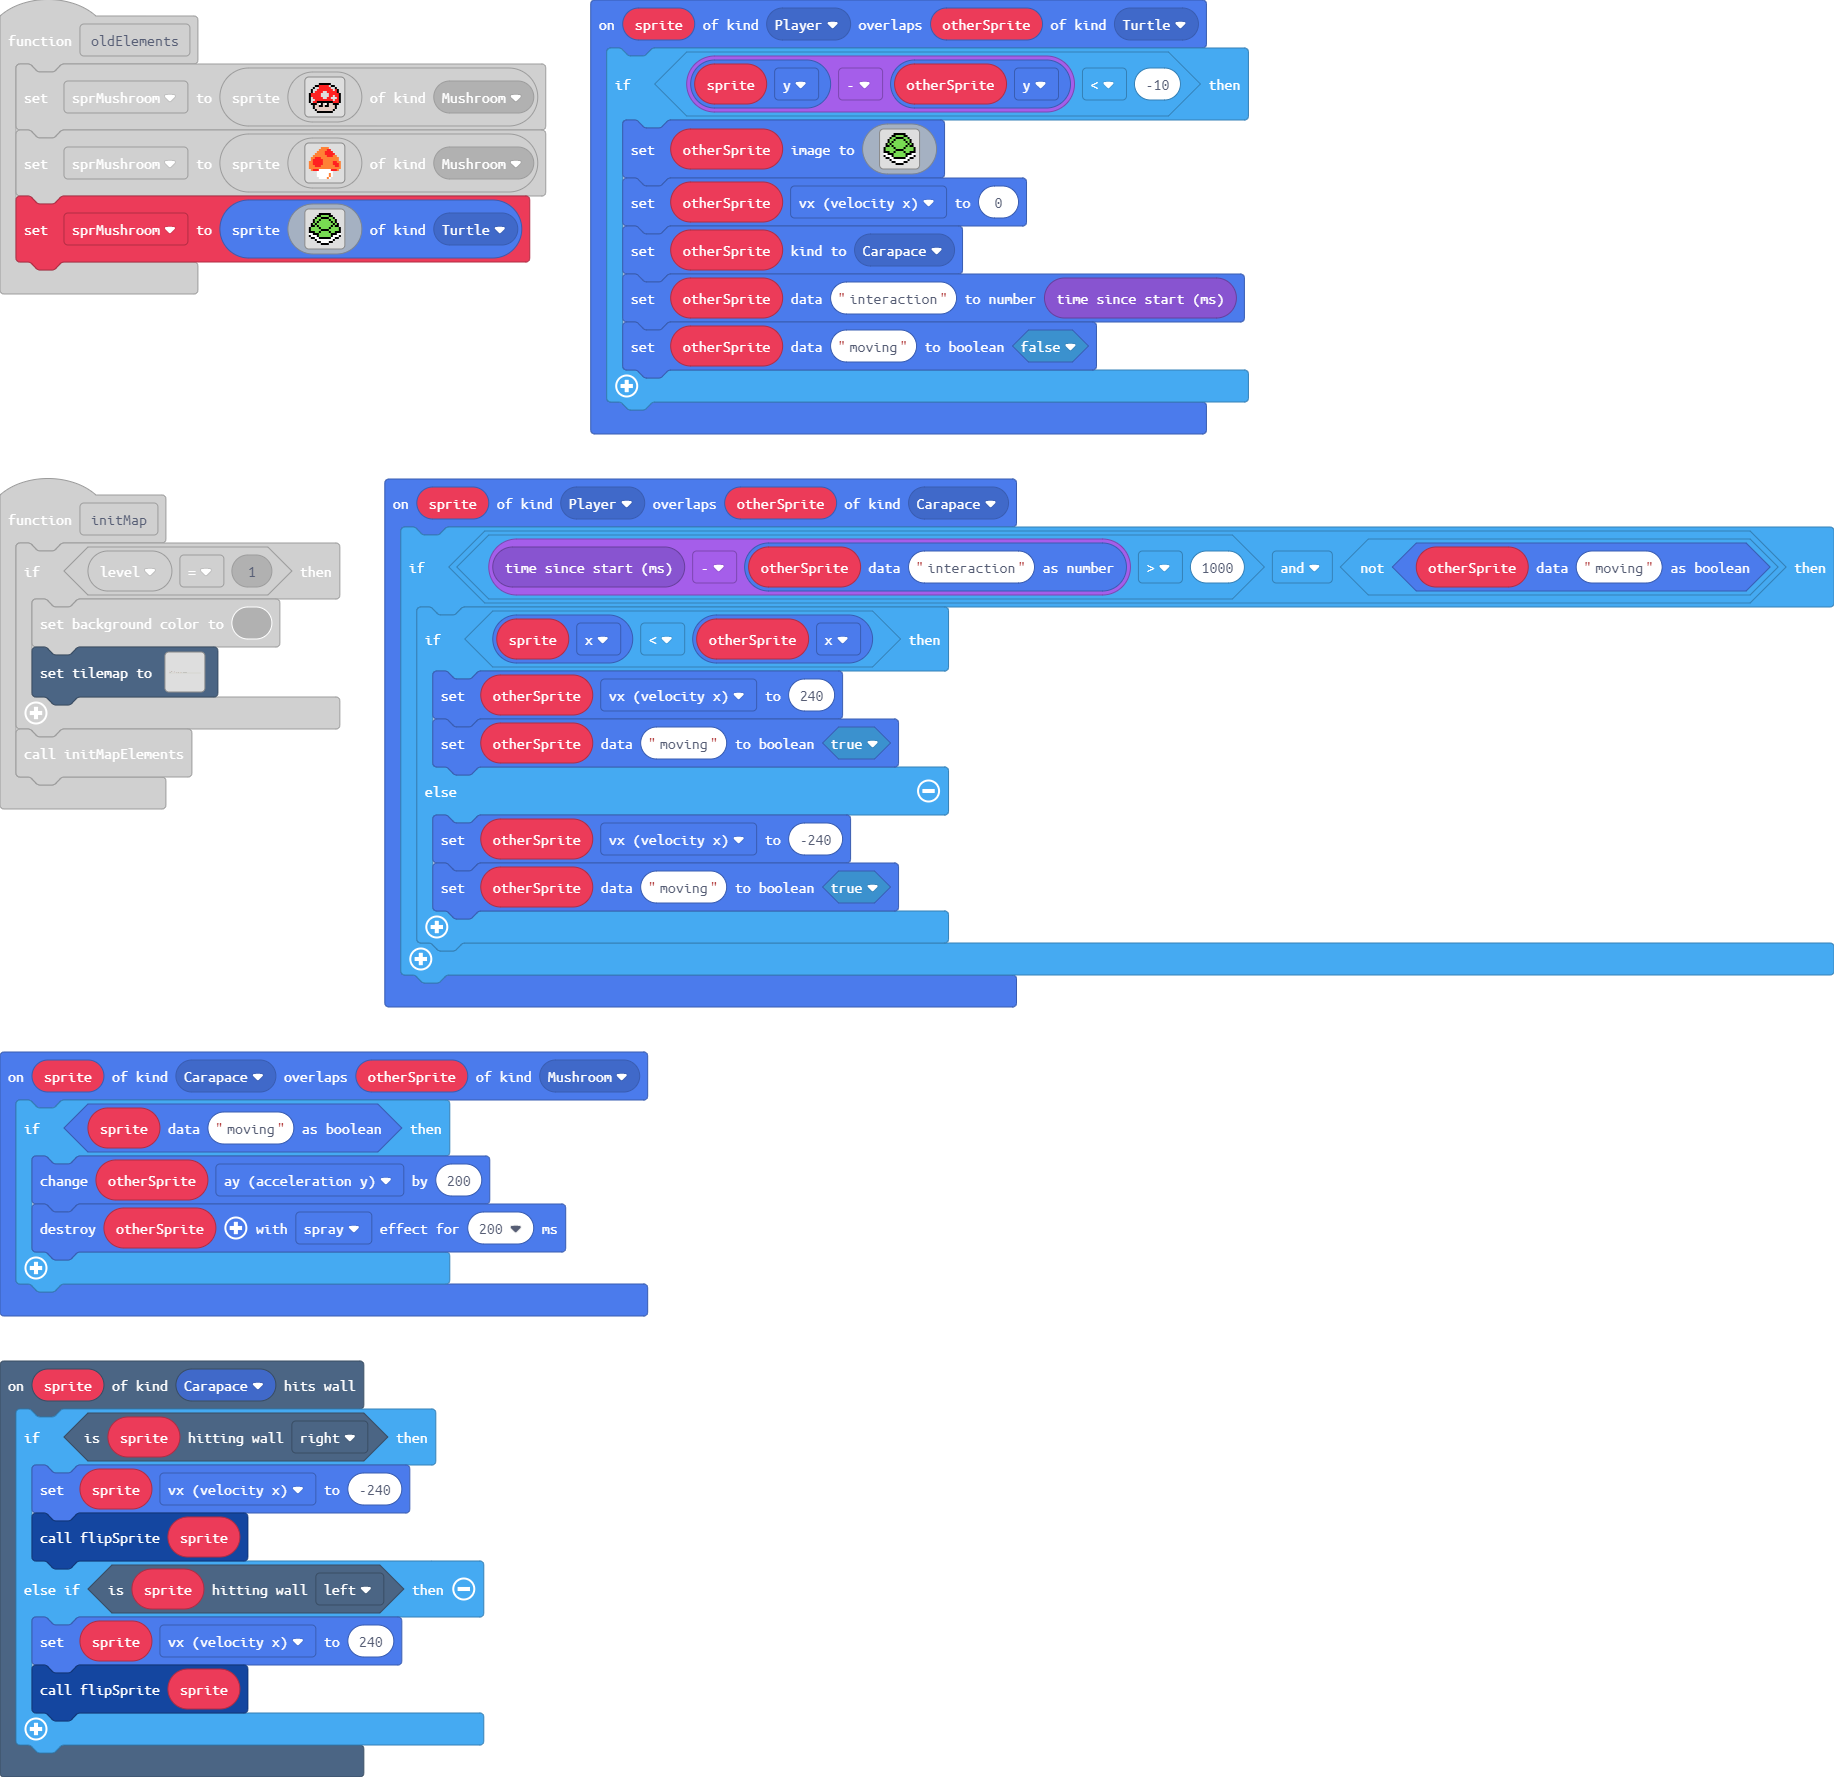 function oldElements
set sprMushroom to sprite of kind Mushroom
set sprMushroom to sprite of kind Mushroom
set sprMushroom to sprite of kind Turtle
on sprite of kind Player overlaps otherSprite of kind Turtle
if sprite y - otherSprite y < -10 then
set otherSprite image to
set otherSprite vx (velocity x) to 0
set otherSprite kind to Carapace
set otherSprite data "interaction" to number time since start (ms)
set otherSprite data "moving" to boolean false
function initMap
if level = 1 then
set background color to
set tilemap to
call initMapElements
on sprite of kind Player overlaps otherSprite of kind Carapace
if time since start (ms) - otherSprite data "interaction" as number > 1000 and not otherSprite data "moving" as boolean then
if sprite x < otherSprite x then
set otherSprite vx (velocity x) to 240
set otherSprite data "moving" to boolean true
else
set otherSprite vx (velocity x) to -240
set otherSprite data "moving" to boolean true
on sprite of kind Carapace overlaps otherSprite of kind Mushroom
if sprite data "moving" as boolean then
change otherSprite ay (acceleration y) by 200
destroy otherSprite with spray effect for 200 ms
on sprite of kind Carapace hits wall
if is sprite hitting wall right then
set sprite vx (velocity x) to -240
call flipSprite sprite
else if is sprite hitting wall left then
set sprite vx (velocity x) to 240
call flipSprite sprite